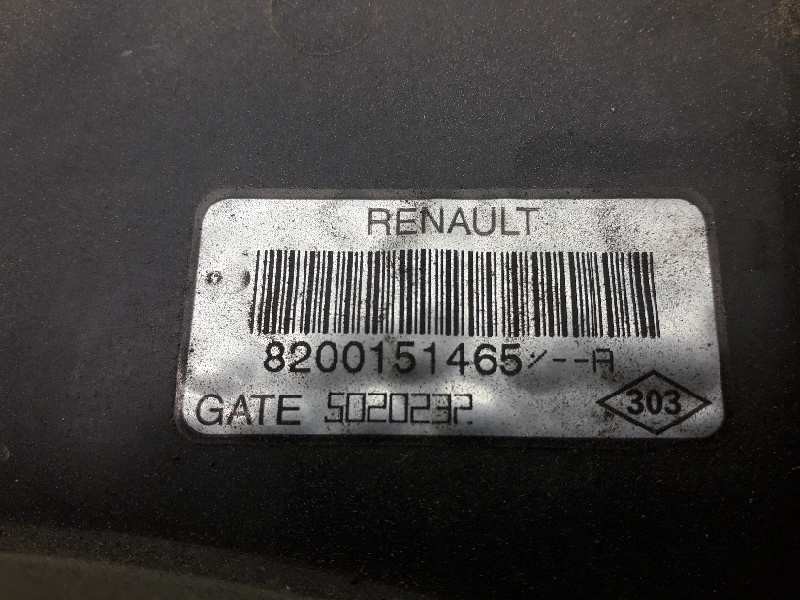 RENAULT
8200151465/--A
GATE 5020232
303